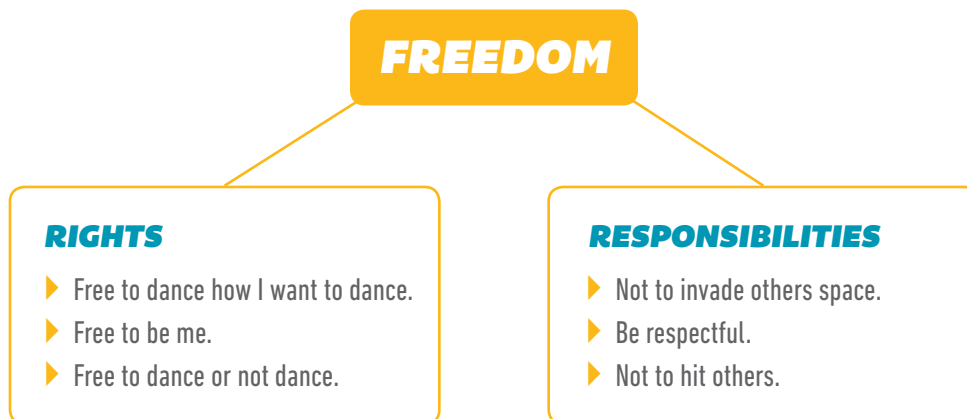 FREEDOM
RIGHTS
Free to dance how I want to dance.
Free to be me.
Free to dance or not dance.
RESPONSIBILITIES
Not to invade others space.
Be respectful.
Not to hit others.